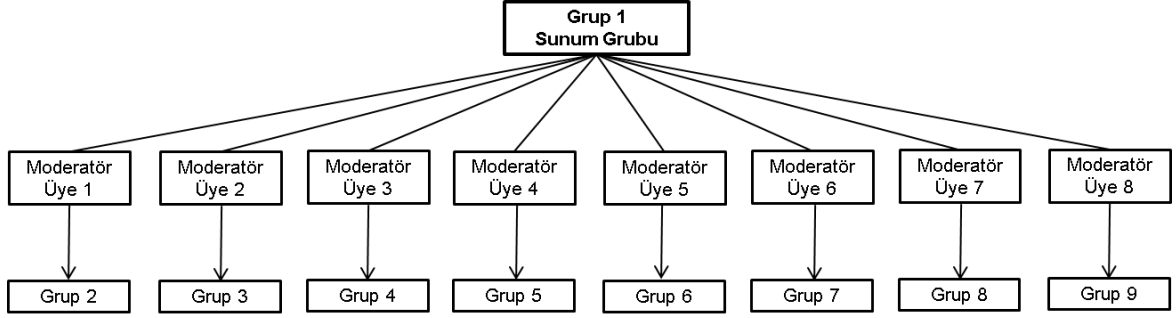 Grup 1
Sunum Grubu
Moderatör
Üye 1
Moderatör
Üye 2
Moderatör
Üye 3
Moderatör
Üye 4
Moderatör
Üye 5
Moderatör
Üye 6
Moderatör
Üye 7
Moderatör
Üye 8
Grup 2
Grup 3
Grup 4
Grup 5
Grup 6
Grup 7
Grup 8
Grup 9